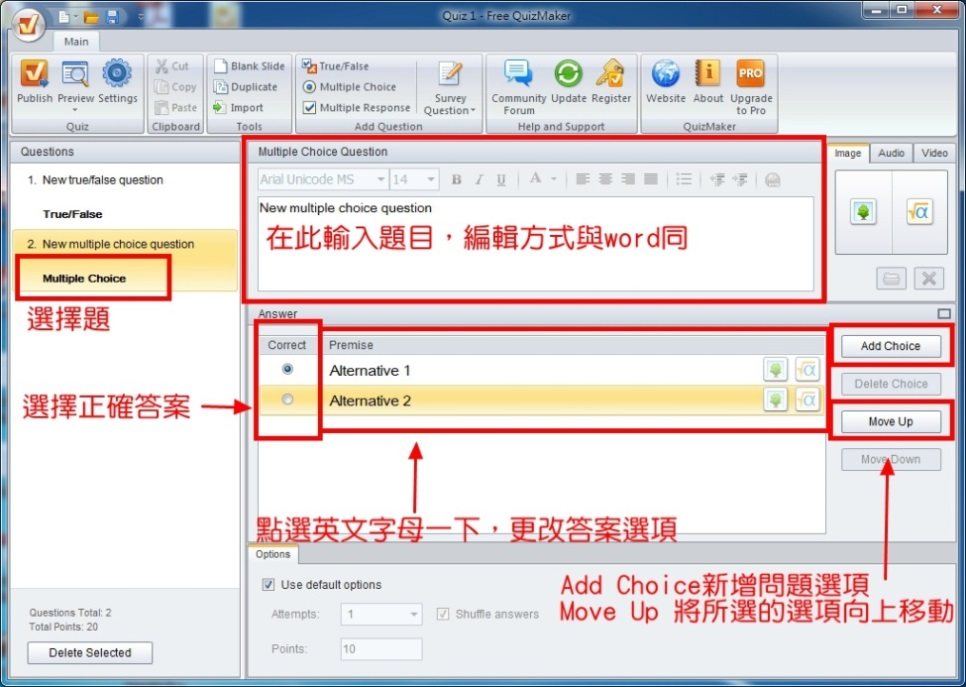 Quiz 1 - Free QuizMaker
Main
Publish Preview Settings
Quiz
Cut
Copy
Paste
Clipboard
Blank Slide
Duplicate
Import
Tools
True/False
Multiple Choice
Multiple Response
Survey
Question
Add Question
Community
Forum
Update Register
Help and Support
Website About Upgrade
to Pro
PRO
QuizMaker
Questions
1. New true/false question
True/False
2. New multiple choice question
Multiple Choice
選擇題
選擇正確答案
Questions Total: 2
Total Points: 20
Delete Selected
Multiple Choice Question
Arial Unicode MS 14 B I U A
New multiple choice question
在此輸入題目，編輯方式與word同
Image Audio Video
Answer
Correct Premise
Alternative 1
Alternative 2
Add Choice
Delete Choice
Move Up
Move Down
點選英文字母一下，更改答案選項
Options
Use default options
Attempts: 1 Shuffle answers
Points: 10
Add Choice新增問題選項
Move Up 將所選的選項向上移動